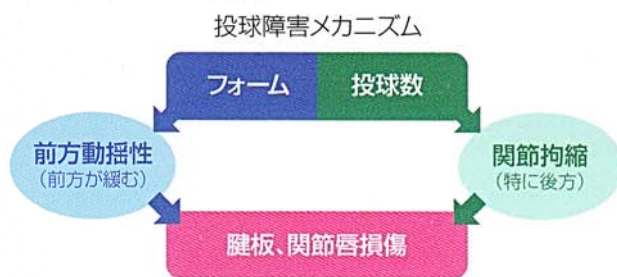 投球障害メカニズム
フォーム 投球数
前方動揺性
(前方が緩む)
関節拘縮
(特に後方)
腱板、関節唇損傷